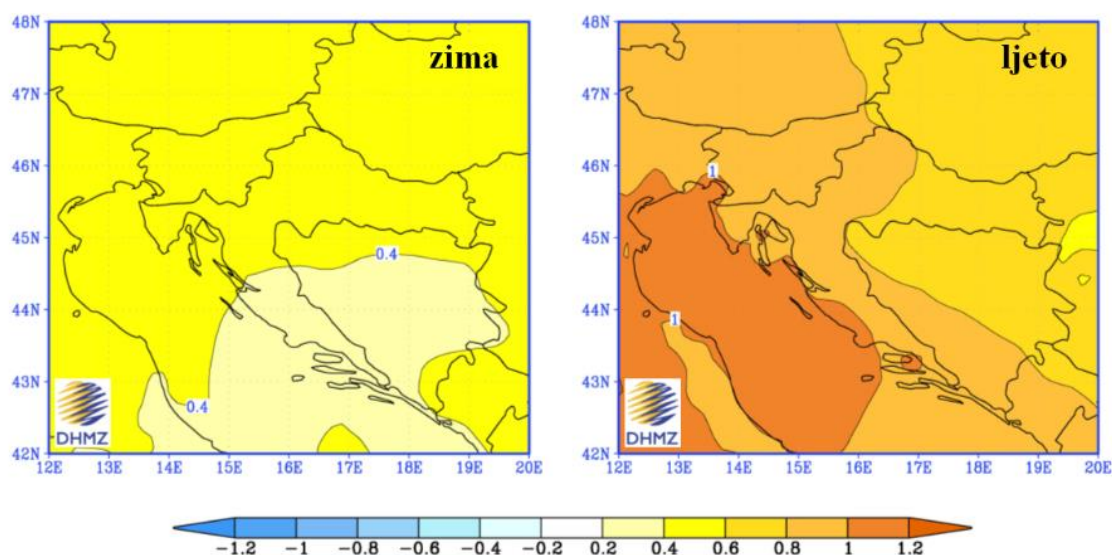 zima
48N
47N
46N
45N
44N
43N
42N
0.4
0.4
DHMZ
12E 13E 14E 15E 16E 17E 18E 19E 20E
ljeto
48N
47N
46N
45N
44N
43N
42N
1
1
DHMZ
12E 13E 14E 15E 16E 17E 18E 19E 20E
-1.2 -1 -0.8 -0.6 -0.4 -0.2 0.2 0.4 0.6 0.8 1 1.2